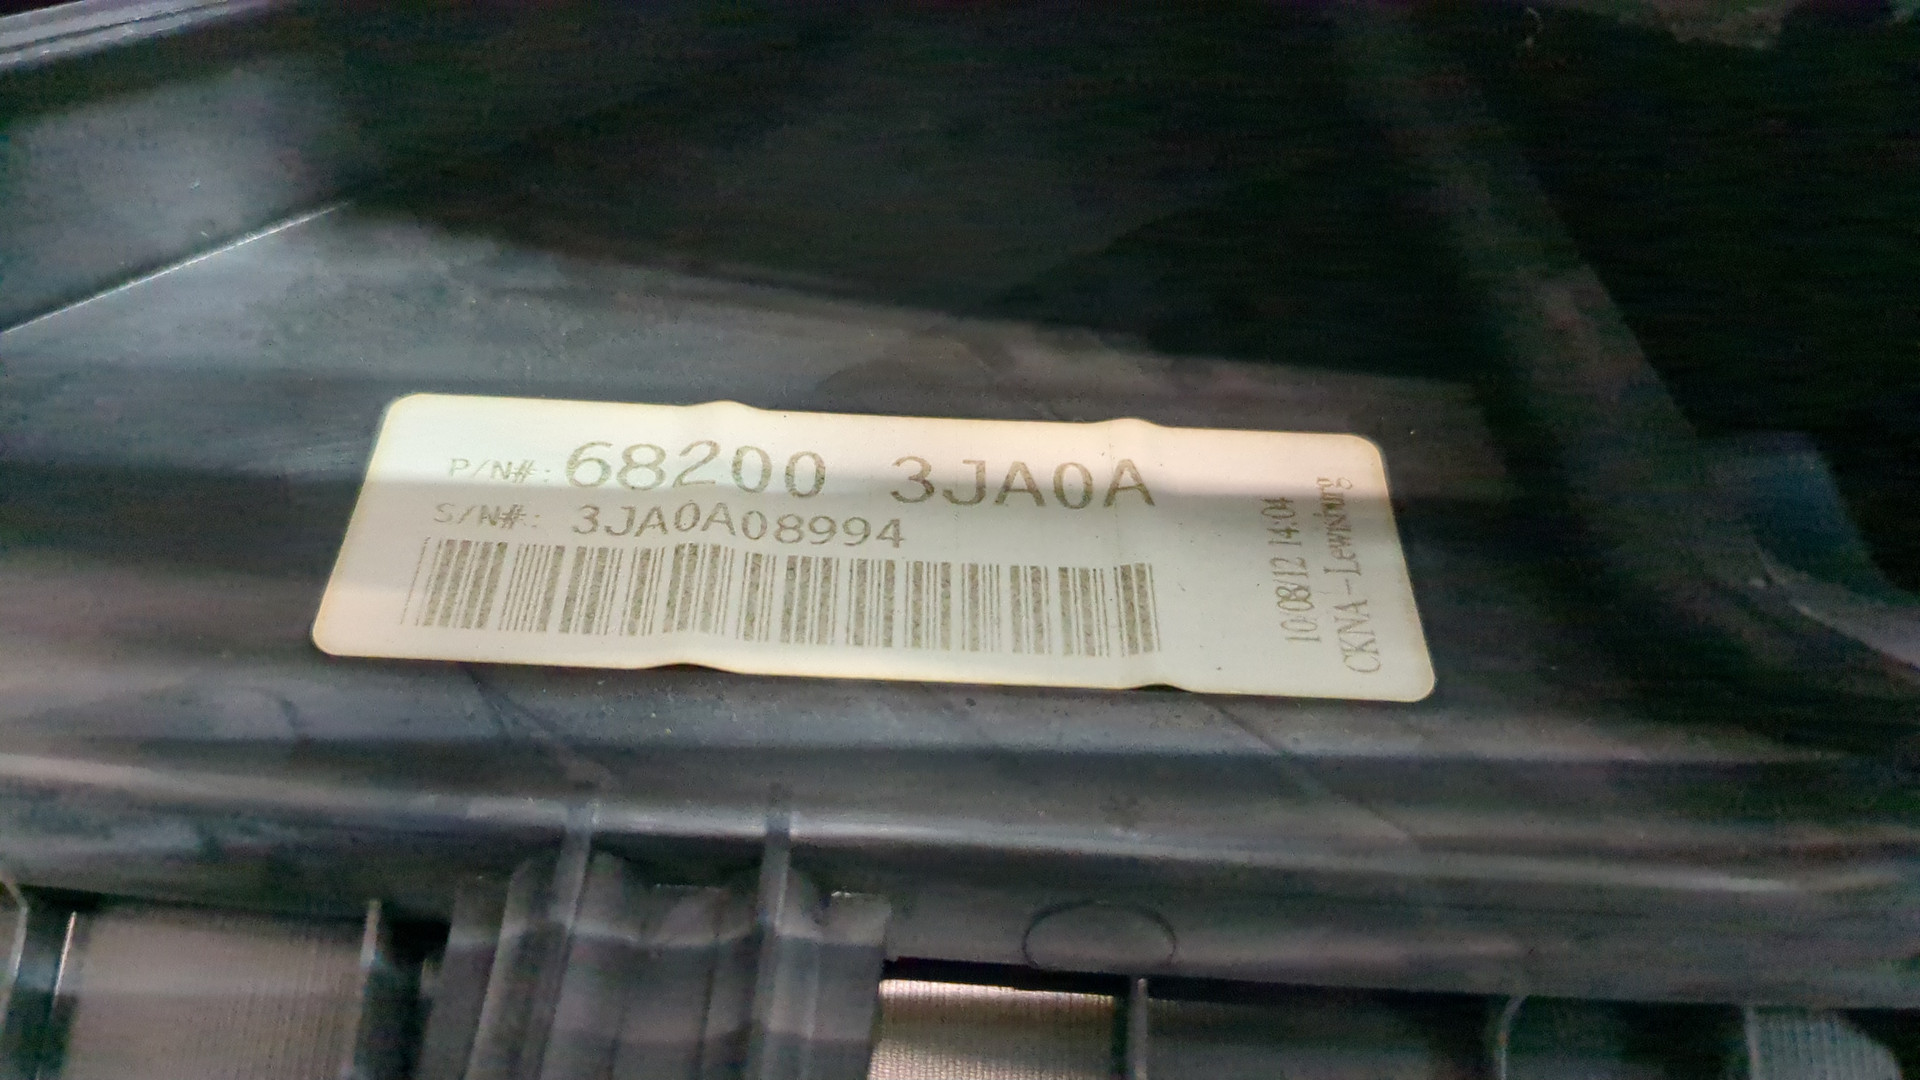 P/N#: 68200 3JA0A
S/N#: 3JA0A08994
10/08/12 14:04
CKNA-Lewisburg